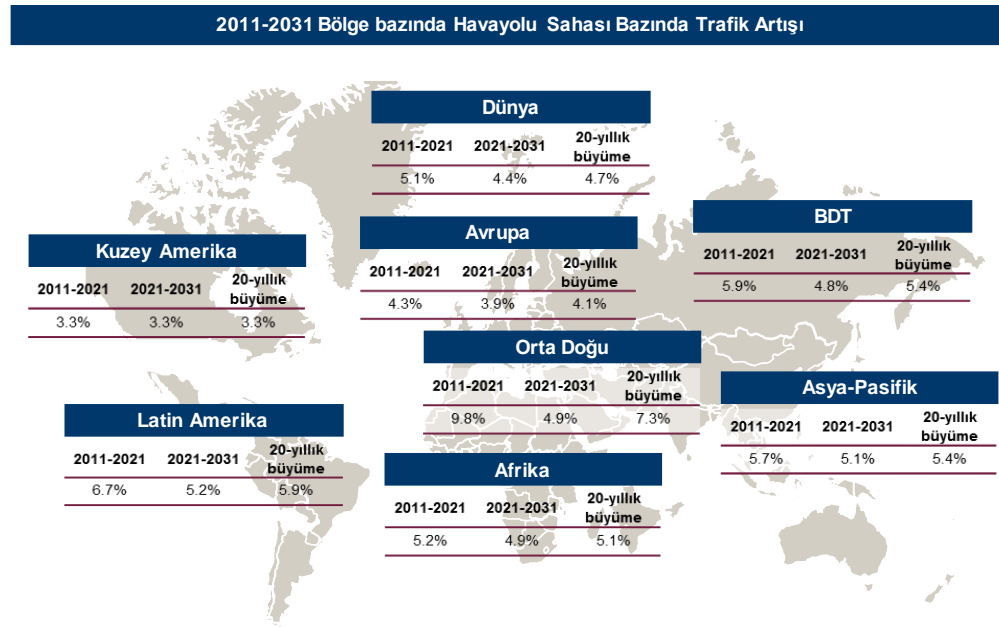 2011-2031 Bölge bazında Havayolu Sahası Bazında Trafik Artışı
Dünya
2011-2021 2021-2031 20-yıllık büyüme
5.1% 4.4% 4.7%
BDT
2011-2021 2021-2031 20-yıllık büyüme
5.9% 4.8% 5.4%
Avrupa
2011-2021 2021-2031 20-yıllık büyüme
4.3% 3.9% 4.1%
Kuzey Amerika
2011-2021 2021-2031 20-yıllık büyüme
3.3% 3.3% 3.3%
Orta Doğu
2011-2021 2021-2031 20-yıllık büyüme
9.8% 4.9% 7.3%
Asya-Pasifik
2011-2021 2021-2031 20-yıllık büyüme
5.7% 5.1% 5.4%
Latin Amerika
2011-2021 2021-2031 20-yıllık büyüme
6.7% 5.2% 5.9%
Afrika
2011-2021 2021-2031 20-yıllık büyüme
5.2% 4.9% 5.1%